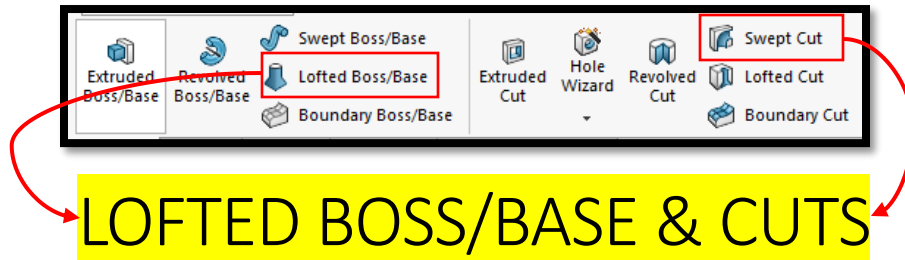 Swept Boss/Base
Extruded Boss/Base
Revolved Boss/Base
Lofted Boss/Base
Boundary Boss/Base
Extruded Cut
Hole Wizard
Revolved Cut
Swept Cut
Lofted Cut
Boundary Cut
LOFTED BOSS/BASE & CUTS